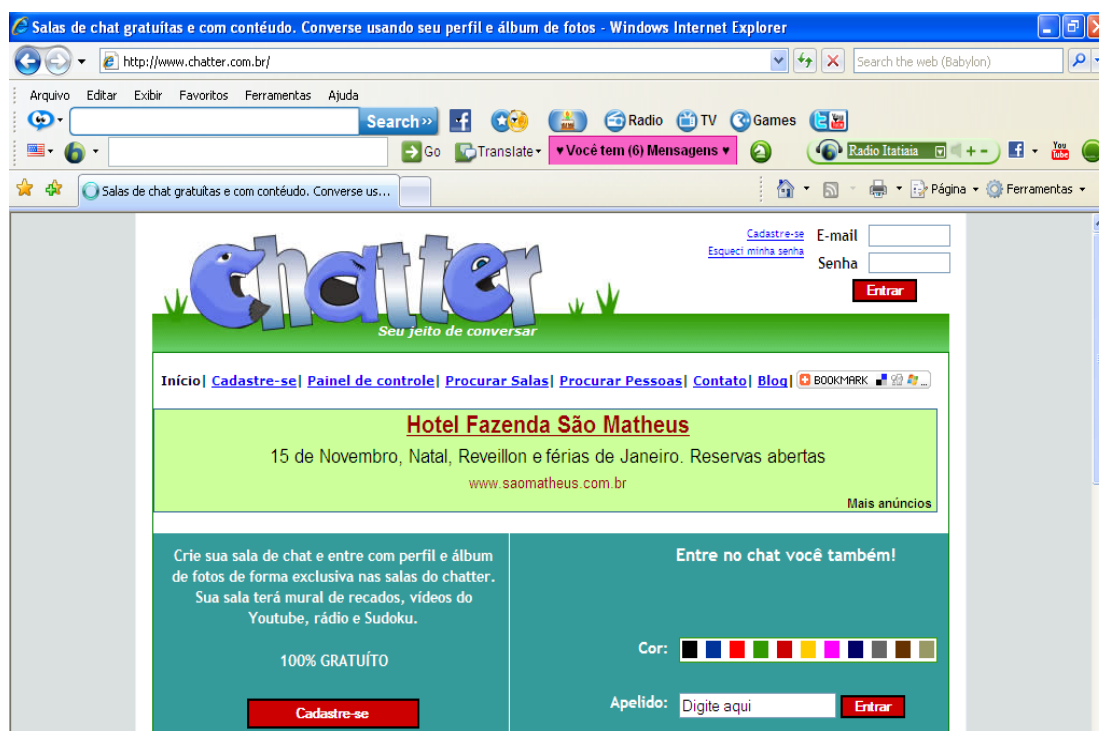 Salas de chat gratuítas e com contéudo. Converse usando seu perfil e álbum de fotos - Windows Internet Explorer
http://www.chatter.com.br/
Search the web (Babylon)
Arquivo Editar Exibir Favoritos Ferramentas Ajuda
Search»
Radio TV Games
Go Translate ♥Você tem (6) Mensagens ♥ Radio Itatiaia + - You Tube
Salas de chat gratuítas e com contéudo. Converse us...
Página Ferramentas
Chatter
Seu jeito de conversar
Cadastre-se E-mail
Esqueci minha senha Senha
Entrar
Início| Cadastre-se| Painel de controle| Procurar Salas| Procurar Pessoas| Contato| Blog| BOOKMARK
Hotel Fazenda São Matheus
15 de Novembro, Natal, Reveillon e férias de Janeiro. Reservas abertas
www.saomatheus.com.br
Mais anúncios
Crie sua sala de chat e entre com perfil e álbum
de fotos de forma exclusiva nas salas do chatter.
Sua sala terá mural de recados, vídeos do
Youtube, rádio e Sudoku.
100% GRATUÍTO
Cadastre-se
Entre no chat você também!
Cor:
Apelido: Digite aqui Entrar